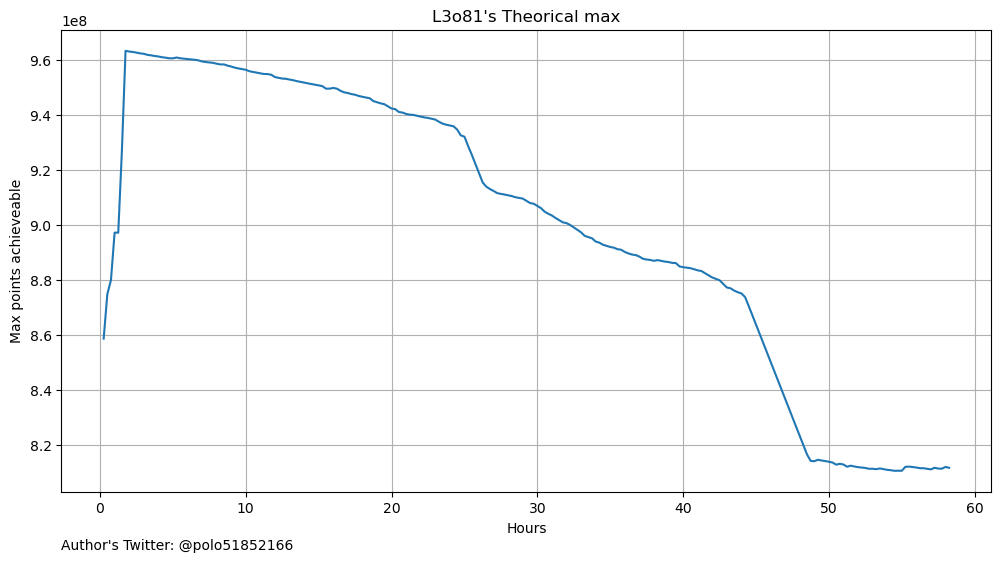 L3o81's Theorical max
1e8
9.6
9.4
9.2
9.0
8.8
8.6
8.4
8.2
Max points achieveable
0 10 20 30 40 50 60
Hours
Author's Twitter: @polo51852166